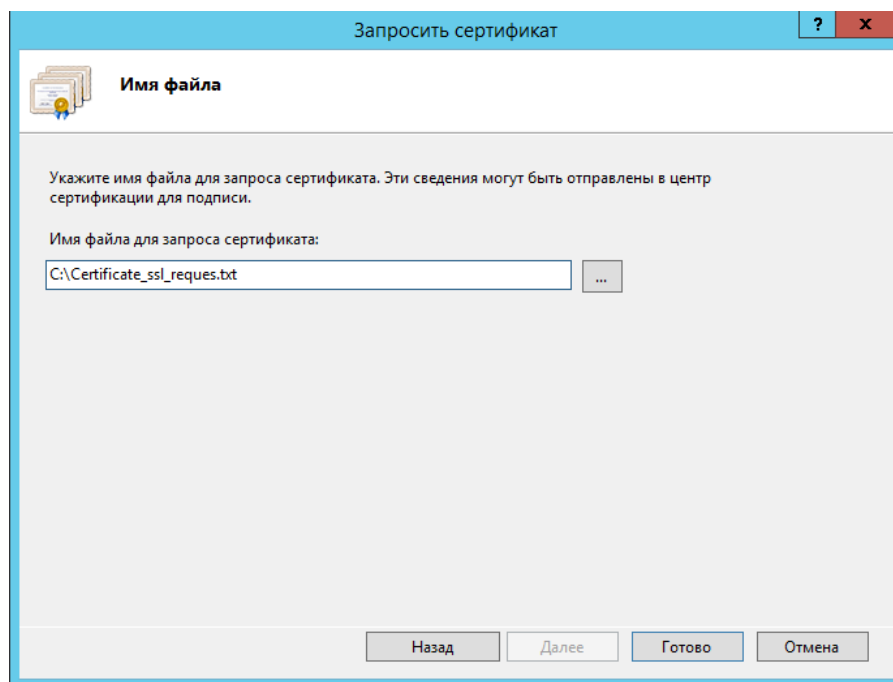 Запросить сертификат
?
x
Имя файла
Укажите имя файла для запроса сертификата. Эти сведения могут быть отправлены в центр
сертификации для подписи.
Имя файла для запроса сертификата:
C:\Certificate_ssl_reques.txt
...
Назад
Далее
Готово
Отмена